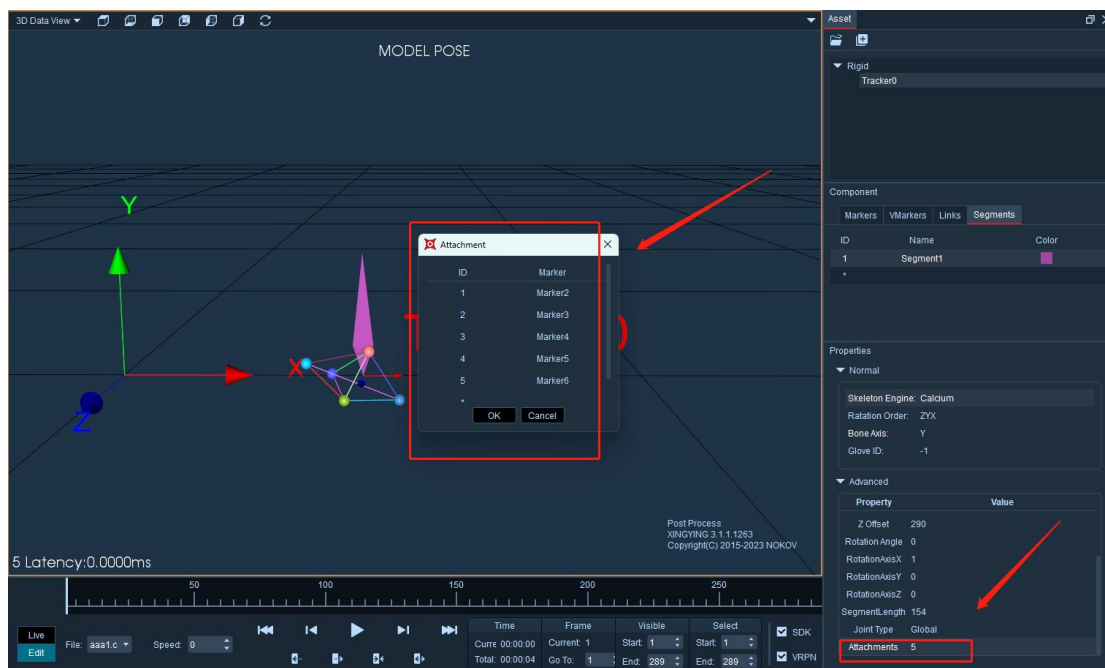 3D Data View
Asset
MODEL POSE
Rigid
Tracker0
Component
Markers VMarkers Links Segments
ID Name Color
1 Segment1
*
Y
X
Z
Attachment
ID Marker
1 Marker2
2 Marker3
3 Marker4
4 Marker5
5 Marker6
*
OK Cancel
Properties
Normal
Skeleton Engine: Calcium
Ratation Order: ZYX
Bone Axis: Y
Glove ID: -1
Advanced
Property Value
Z Offset 290
Rotation Angle 0
RotationAxisX 1
RotationAxisY 0
RotationAxisZ 0
SegmentLength 154
Joint Type Global
Attachments 5
Post Process
XINGYING 3.1.1.1263
Copyright(C) 2015-2023 NOKOV
5 Latency:0.0000ms
50 100 150 200 250
Live
Edit
File: aaa1.c
Speed: 0
Time Frame Visible Select
Curre 00:00:00 Current: 1 Start: 1 Start: 1
Total: 00:00:04 Go To: 1 End: 289 End: 289
SDK
VRPN